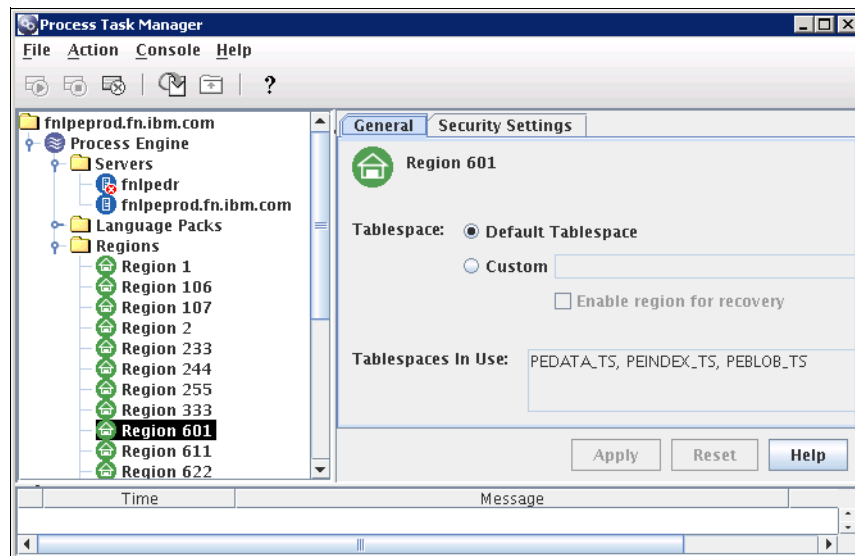 Process Task Manager
File Action Console Help
?
fnlpeprod.fn.ibm.com
Process Engine
Servers
fnlpedr
fnlpeprod.fn.ibm.com
Language Packs
Regions
Region 1
Region 106
Region 107
Region 2
Region 233
Region 244
Region 255
Region 333
Region 601
Region 611
Region 622
General Security Settings
Region 601
Tablespace: Default Tablespace
Custom
Enable region for recovery
Tablespaces In Use: PEDATA_TS, PEINDEX_TS, PEBLOB_TS
Apply Reset Help
Time Message